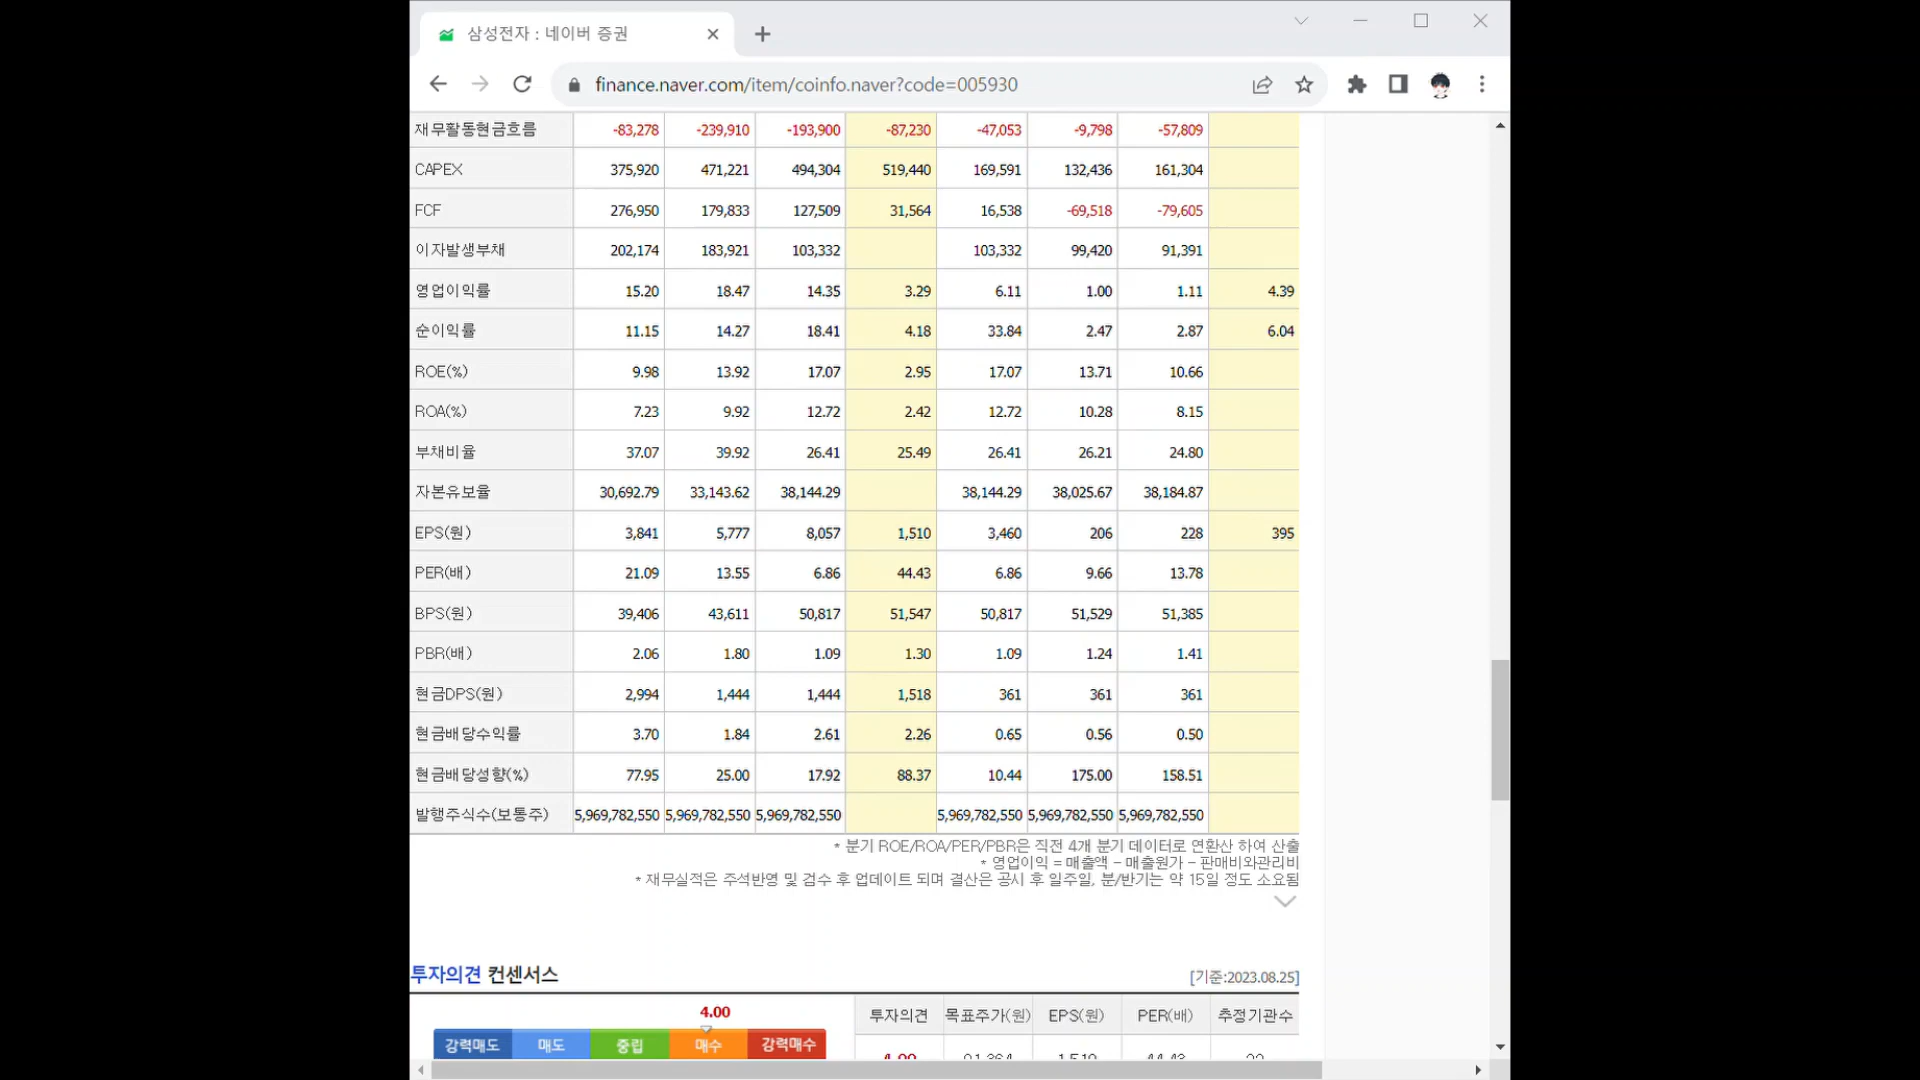 삼성전자 : 네이버 증권
finance.naver.com/item/coinfo.naver?code=005930
재무활동현금흐름 -83,278 -239,910 -193,900 -87,230 -47,053 -9,798 -57,809
CAPEX 375,920 471,221 494,304 519,440 169,591 132,436 161,304
FCF 276,950 179,833 127,509 31,564 16,538 -69,518 -79,605
이자발생부채 202,174 183,921 103,332 103,332 99,420 91,391
영업이익률 15.20 18.47 14.35 3.29 6.11 1.00 1.11 4.39
순이익률 11.15 14.27 18.41 4.18 33.84 2.47 2.87 6.04
ROE(%) 9.98 13.92 17.07 2.95 17.07 13.71 10.66
ROA(%) 7.23 9.92 12.72 2.42 12.72 10.28 8.15
부채비율 37.07 39.92 26.41 25.49 26.41 26.21 24.80
자본유보율 30,692.79 33,143.62 38,144.29 38,144.29 38,025.67 38,184.87
EPS(원) 3,841 5,777 8,057 1,510 3,460 206 228 395
PER(배) 21.09 13.55 6.86 44.43 6.86 9.66 13.78
BPS(원) 39,406 43,611 50,817 51,547 50,817 51,529 51,385
PBR(배) 2.06 1.80 1.09 1.30 1.09 1.24 1.41
현금DPS(원) 2,994 1,444 1,444 1,518 361 361 361
현금배당수익률 3.70 1.84 2.61 2.26 0.65 0.56 0.50
현금배당성향(%) 77.95 25.00 17.92 88.37 10.44 175.00 158.51
발행주식수(보통주) 5,969,782,550 5,969,782,550 5,969,782,550 5,969,782,550 5,969,782,550 5,969,782,550
* 분기 ROE/ROA/PER/PBR은 직전 4개 분기 데이터로 연환산 하여 산출
* 영업이익 = 매출액 - 매출원가 - 판매비와관리비
* 재무실적은 주석반영 및 검수 후 업데이트 되며 결산은 공시 후 일주일, 분/반기는 약 15일 정도 소요됨
투자의견 컨센서스 [기준:2023.08.25]
4.00
강력매도 매도 중립 매수 강력매수
투자의견 목표주가(원) EPS(원) PER(배) 추정기관수